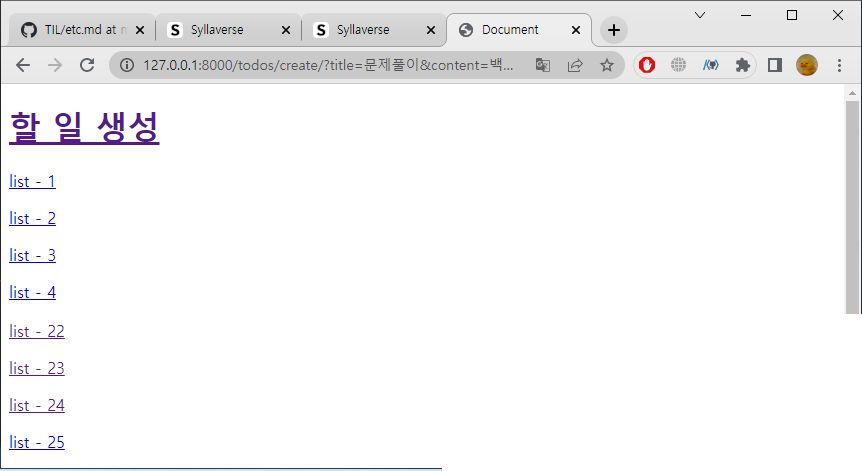 TIL/etc.md at
Syllaverse
Syllaverse
Document
127.0.0.1:8000/todos/create/?title=문제풀이&content=백...
할 일 생성
list - 1
list - 2
list - 3
list - 4
list - 22
list - 23
list - 24
list - 25